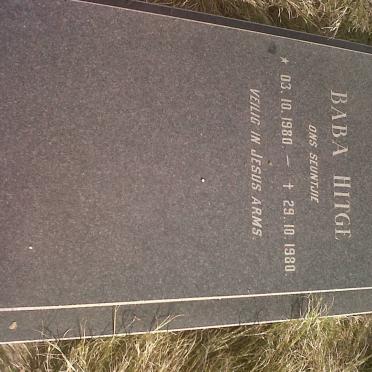 BABA HITGE
ONS SEUNTJIE
★ 03.10.1980 — † 29.10.1980
VEILIG IN JESUS ARMS.